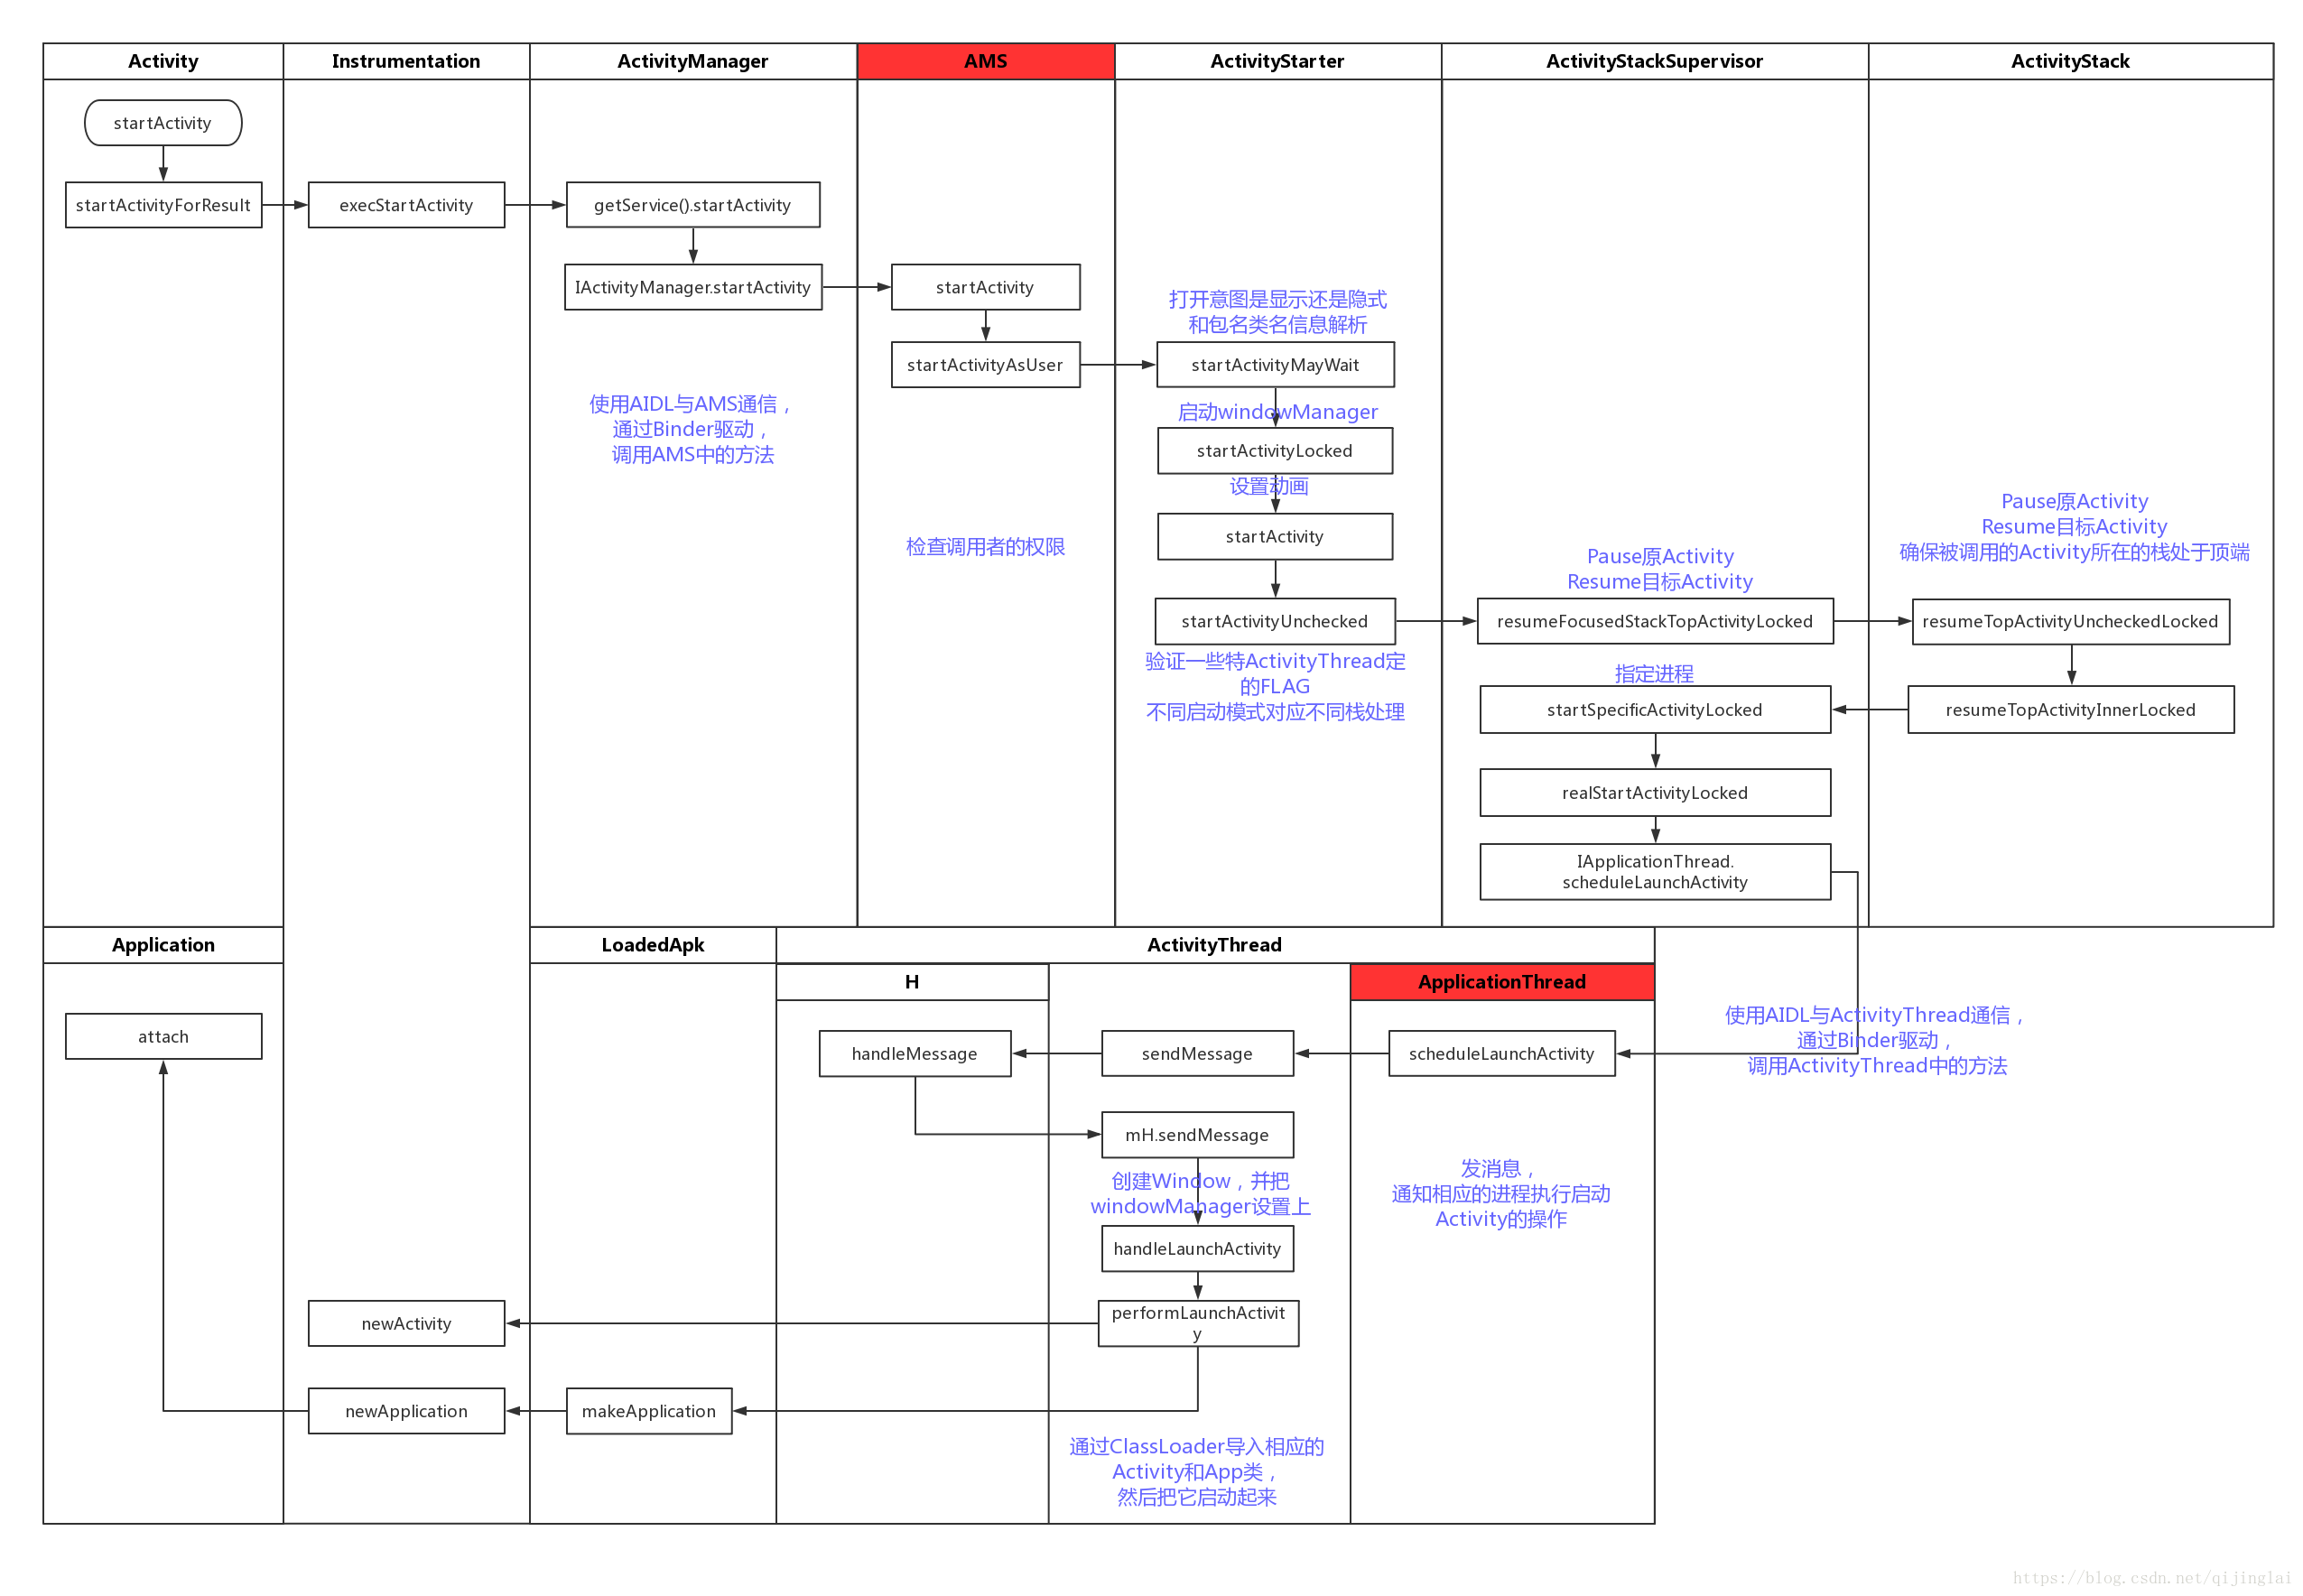 Activity
Instrumentation
ActivityManager
AMS
ActivityStarter
ActivityStackSupervisor
ActivityStack
startActivity
startActivityForResult
execStartActivity
getService().startActivity
IActivityManager.startActivity
使用AIDL与AMS通信，
通过Binder驱动，
调用AMS中的方法
startActivity
startActivityAsUser
检查调用者的权限
打开意图是显示还是隐式
和包名类名信息解析
startActivityMayWait
启动windowManager
startActivityLocked
设置动画
startActivity
startActivityUnchecked
验证一些特ActivityThread定
的FLAG
不同启动模式对应不同栈处理
Pause原Activity
Resume目标Activity
resumeFocusedStackTopActivityLocked
指定进程
startSpecificActivityLocked
realStartActivityLocked
IApplicationThread.
scheduleLaunchActivity
Pause原Activity
Resume目标Activity
确保被调用的Activity所在的栈处于顶端
resumeTopActivityUncheckedLocked
resumeTopActivityInnerLocked
Application
LoadedApk
ActivityThread
H
ApplicationThread
attach
handleMessage
sendMessage
scheduleLaunchActivity
使用AIDL与ActivityThread通信，
通过Binder驱动，
调用ActivityThread中的方法
mH.sendMessage
创建Window，并把
windowManager设置上
handleLaunchActivity
发消息，
通知相应的进程执行启动
Activity的操作
newActivity
performLaunchActivit
y
newApplication
makeApplication
通过ClassLoader导入相应的
Activity和App类，
然后把它启动起来
https://blog.csdn.net/qijinglai